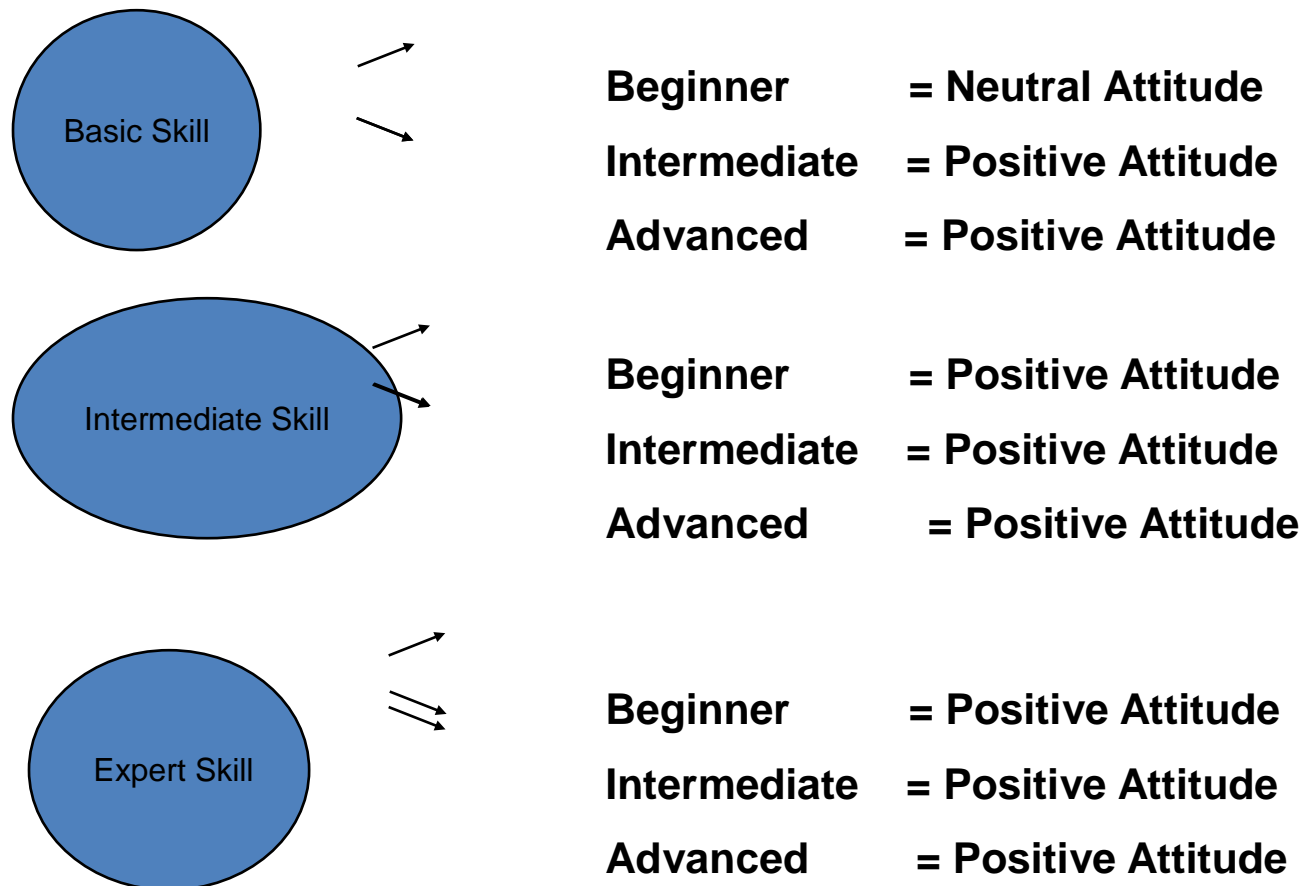 Basic Skill
Beginner = Neutral Attitude
Intermediate = Positive Attitude
Advanced = Positive Attitude
Intermediate Skill
Beginner = Positive Attitude
Intermediate = Positive Attitude
Advanced = Positive Attitude
Expert Skill
Beginner = Positive Attitude
Intermediate = Positive Attitude
Advanced = Positive Attitude